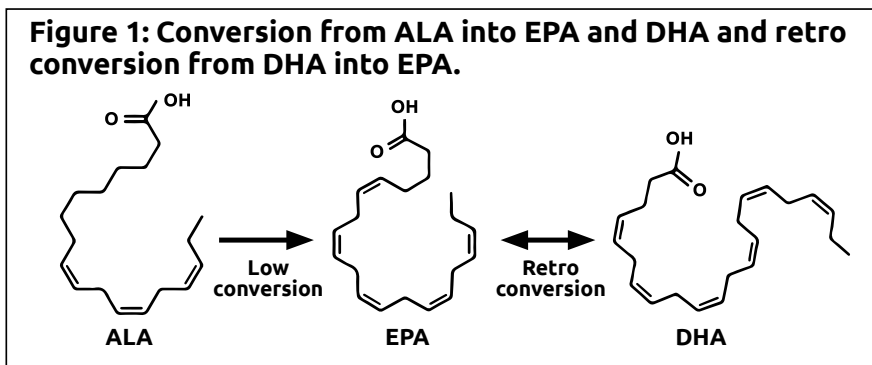 Figure 1: Conversion from ALA into EPA and DHA and retro
conversion from DHA into EPA.
O
OH
ALA
Low
conversion
OH
O
EPA
Retro
conversion
OH
O
DHA